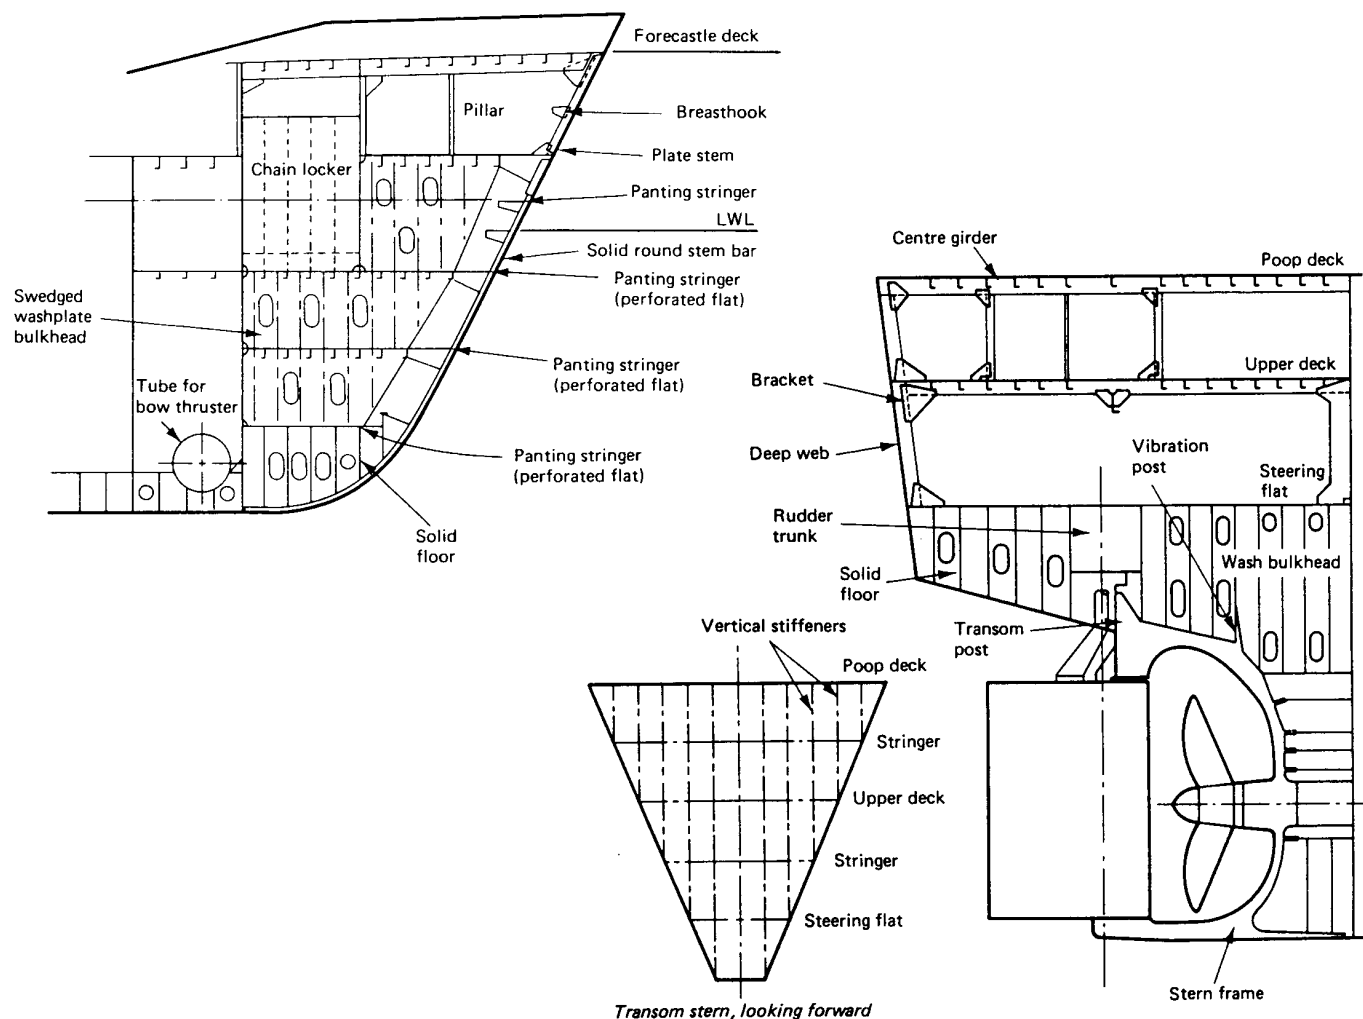 Forecastle deck
Pillar
Breasthook
Plate stem
Chain locker
Panting stringer
LWL
Solid round stem bar
Panting stringer
(perforated flat)
Swedged
washplate
bulkhead
Panting stringer
(perforated flat)
Tube for
bow thruster
Panting stringer
(perforated flat)
Solid
floor
Centre girder
Poop deck
Upper deck
Bracket
Deep web
Vibration
post
Steering
flat
Rudder
trunk
Wash bulkhead
Solid
floor
Transom
post
Stern frame
Vertical stiffeners
Poop deck
Stringer
Upper deck
Stringer
Steering flat
Transom stern, looking forward